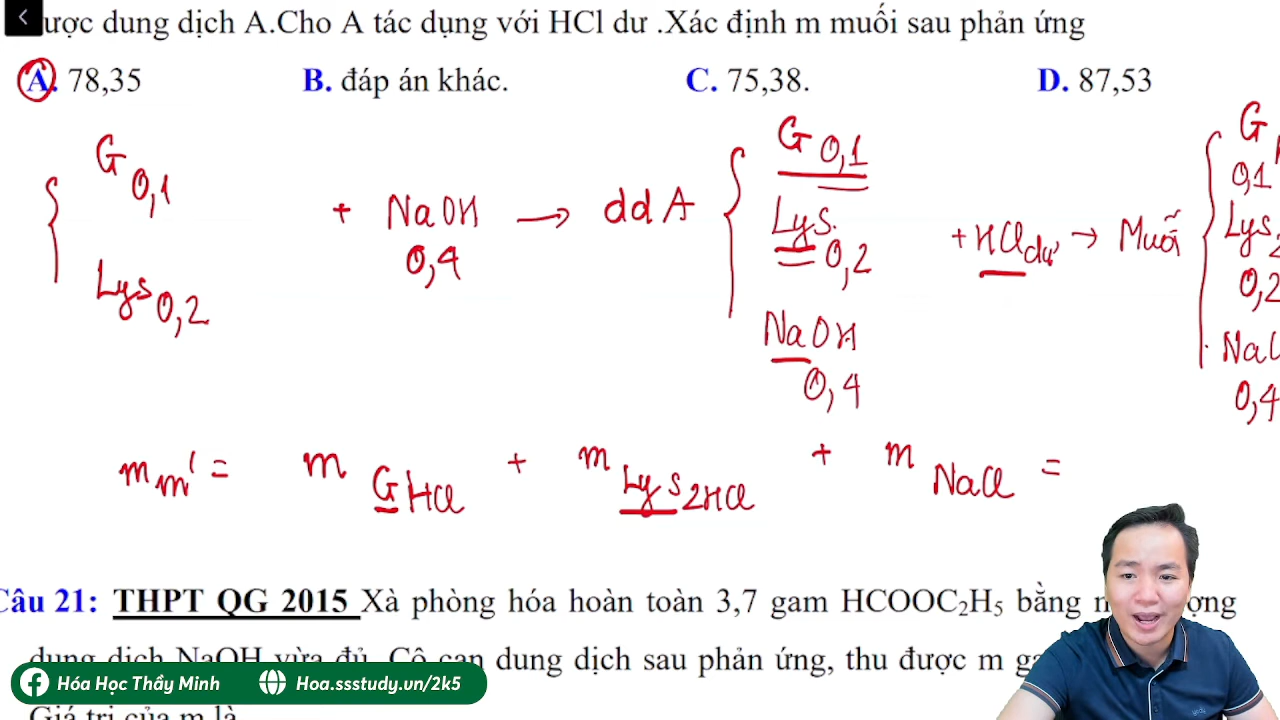 ược dung dịch A.Cho A tác dụng với HCl dư .Xác định m muối sau phản ứng
A. 78,35 B. đáp án khác. C. 75,38. D. 87,53
G 0,1
Lys 0,2
+ NaOH 0,4 → ddA
G 0,1
Lys 0,2
NaOH 0,4
+ HCl dư → Muối
G
0,1
Lys
0,2
0,4
m m' = m GHCl + m Lys2HCl + m NaCl =
Câu 21: THPT QG 2015 Xà phòng hóa hoàn toàn 3,7 gam HCOOC₂H₅ bằng
dung dịch NaOH vừa đủ. Cô cạn dung dịch sau phản ứng, thu được m
Giá trị của m là
Hóa Học Thầy Minh
Hoa.ssstudy.vn/2k5